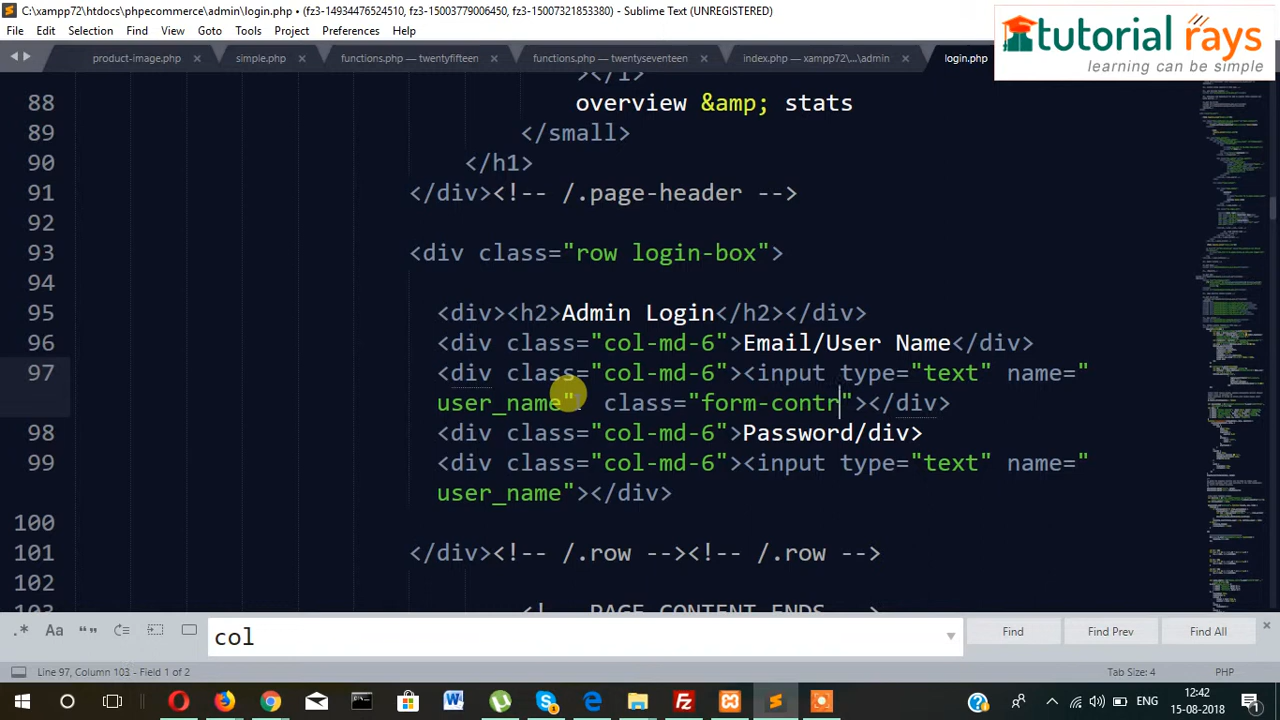 C:\xampp72\htdocs\phpecommerce\admin\login.php • (fz3-14934476524510, fz3-1503779006450, fz3-15007321853380) - Sublime Text (UNREGISTERED)
File Edit Selection Find View Goto Tools Project Preferences Help
product-image.php × simple.php × functions.php — twentyfifteen × functions.php — twentyseventeen × index.php — xampp72\...\admin × login.php
tutorial rays
learning can be simple
></i>
88 overview &amp; stats
89 </small>
90 </h1>
91 </div><!-- /.page-header -->
92
93 <div class="row login-box">
94
95 <div><h2> Admin Login</h2></div>
96 <div class="col-md-6">Email/User Name</div>
97 <div class="col-md-6"><input type="text" name="
user_name" class="form-contr"></div>
98 <div class="col-md-6">Password/div>
99 <div class="col-md-6"><input type="text" name="
user_name"></div>
100
101 </div><!-- /.row --><!-- /.row -->
102
103 <!-- PAGE CONTENT ENDS -->
.* Aa “”
col
Find Find Prev Find All
Line 97, Column 103 - Field 1 of 2
Tab Size: 4 PHP
ENG
12:42
15-08-2018